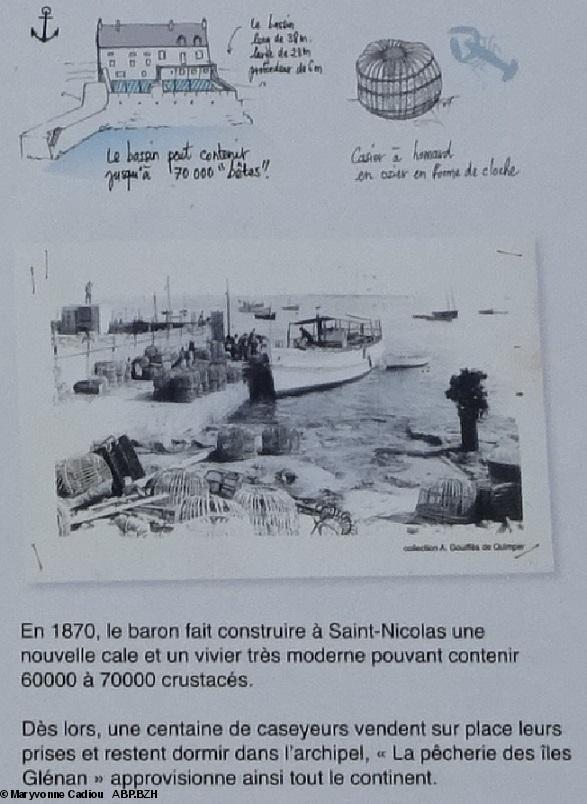 Le bassin
long de 38m.
large de 23m
profondeur de 6m
Le bassin peut contenir
jusqu'à 70 000 "bêtes"!
Casier à homard
en osier en forme de cloche
collection A. Gouffès de Quimper
En 1870, le baron fait construire à Saint-Nicolas une
nouvelle cale et un vivier très moderne pouvant contenir
60000 à 70000 crustacés.
Dès lors, une centaine de caseyeurs vendent sur place leurs
prises et restent dormir dans l'archipel, « La pêcherie des îles
Glénan » approvisionne ainsi tout le continent.
© Maryvonne Cadiou ABP.BZH